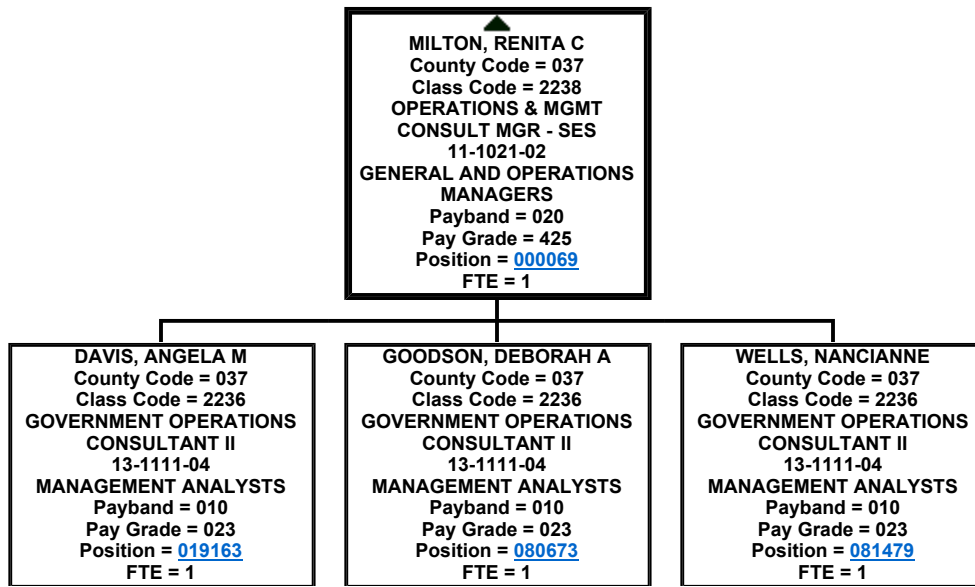 MILTON, RENITA C
County Code = 037
Class Code = 2238
OPERATIONS & MGMT
CONSULT MGR - SES
11-1021-02
GENERAL AND OPERATIONS
MANAGERS
Payband = 020
Pay Grade = 425
Position = 000069
FTE = 1
DAVIS, ANGELA M
County Code = 037
Class Code = 2236
GOVERNMENT OPERATIONS
CONSULTANT II
13-1111-04
MANAGEMENT ANALYSTS
Payband = 010
Pay Grade = 023
Position = 019163
FTE = 1
GOODSON, DEBORAH A
County Code = 037
Class Code = 2236
GOVERNMENT OPERATIONS
CONSULTANT II
13-1111-04
MANAGEMENT ANALYSTS
Payband = 010
Pay Grade = 023
Position = 080673
FTE = 1
WELLS, NANCIANNE
County Code = 037
Class Code = 2236
GOVERNMENT OPERATIONS
CONSULTANT II
13-1111-04
MANAGEMENT ANALYSTS
Payband = 010
Pay Grade = 023
Position = 081479
FTE = 1